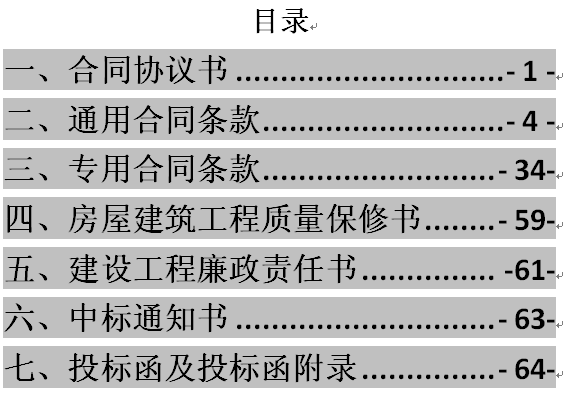 目录
一、合同协议书..............................- 1 -
二、通用合同条款...........................- 4 -
三、专用合同条款..........................- 34-
四、房屋建筑工程质量保修书........- 59-
五、建设工程廉政责任书............... -61-
六、中标通知书.............................- 63-
七、投标函及投标函附录...............- 64-